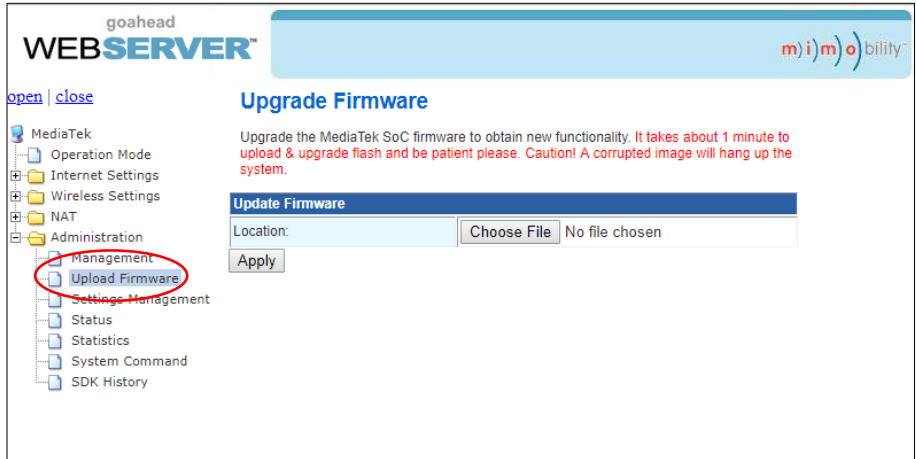 goahead
WEBSERVER™
m)i)m)o)bility™
open | close
MediaTek
Operation Mode
Internet Settings
Wireless Settings
NAT
Administration
Management
Upload Firmware
Settings Management
Status
Statistics
System Command
SDK History
Upgrade Firmware
Upgrade the MediaTek SoC firmware to obtain new functionality. It takes about 1 minute to
upload & upgrade flash and be patient please. Caution! A corrupted image will hang up the
system.
Update Firmware
Location: Choose File No file chosen
Apply